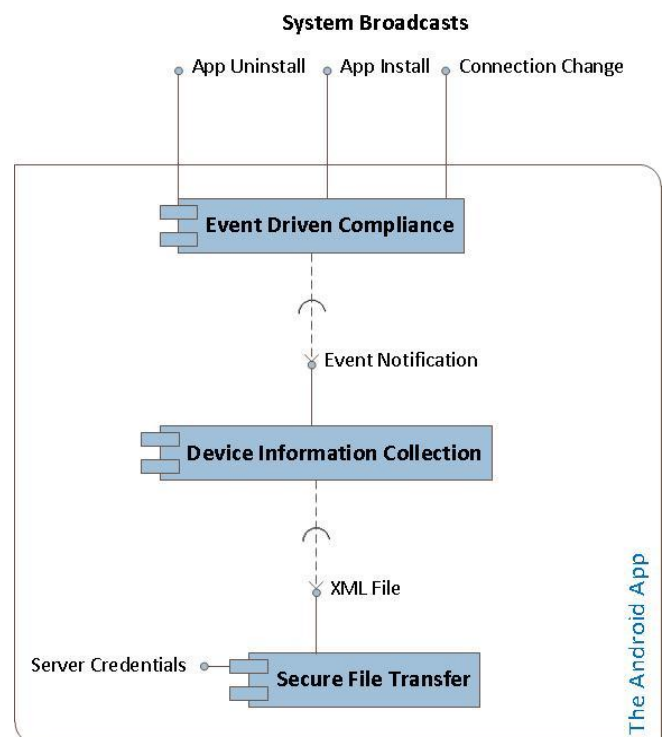 System Broadcasts
App Uninstall
App Install
Connection Change
Event Driven Compliance
Event Notification
Device Information Collection
XML File
Server Credentials
Secure File Transfer
The Android App